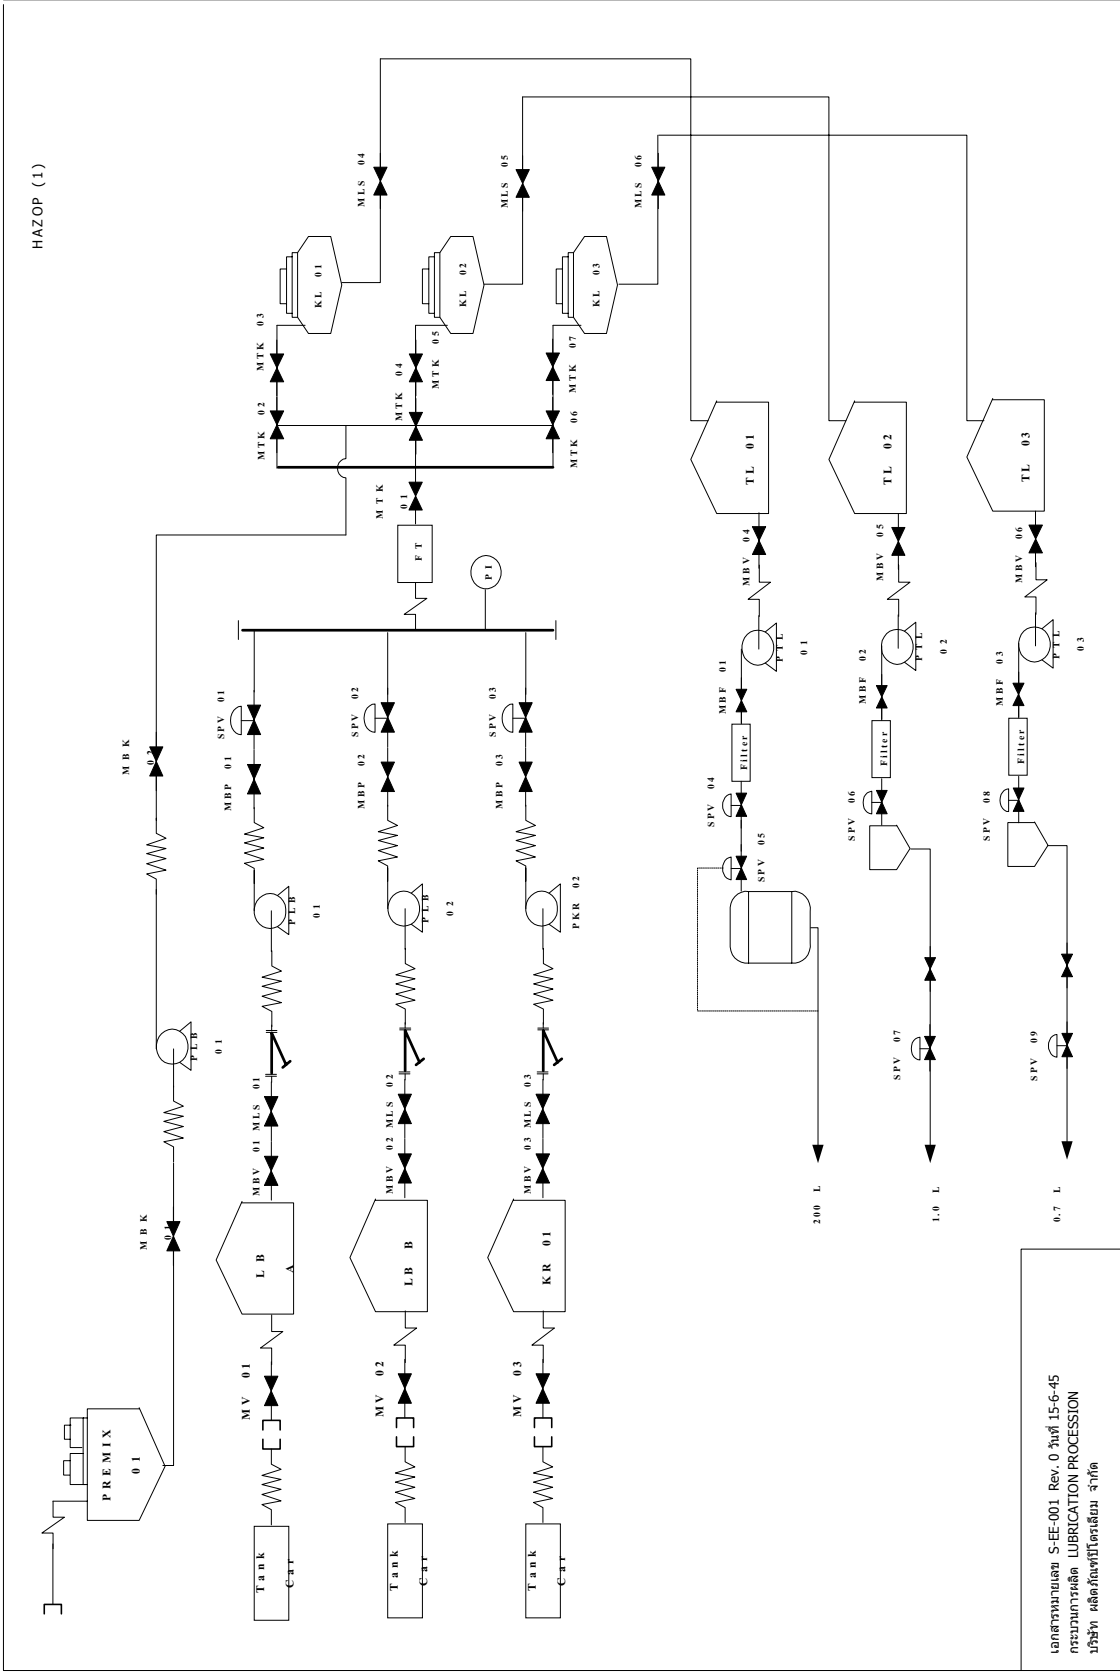 HAZOP (1)
MLS 04
MLS 05
MLS 06
KL 01
KL 02
KL 03
MTK 03
MTK 05
MTK 07
MTK 02
MTK 04
MTK 06
MTK
01
FT
PI
TL 01
TL 02
TL 03
MBV 04
MBV 05
MBV 06
PTL
01
PTL
02
PTL
03
MBF 01
MBF 02
MBF 03
Filter
Filter
Filter
SPV 04
SPV 05
SPV 06
SPV 08
SPV 07
SPV 09
200 L
1.0 L
0.7 L
MBK
02
SPV 01
SPV 02
SPV 03
MBP 01
MBP 02
MBP 03
PLB
01
PLB
01
PLB
02
PKR 02
MLS 01
MLS 02
MLS 03
MBV 01
MBV 02
MBV 03
MBK
01
LB
A
LB B
KR 01
MV 01
MV 02
MV 03
PREMIX
01
Tank
Car
Tank
Car
Tank
Car
เอกสารหมายเลข S-EE-001 Rev. 0 วันที่ 15-6-45
กระบวนการผลิต LUBRICATION PROCESSION
บริษัท ผลิตภัณฑ์ปิโตรเลียม จำกัด